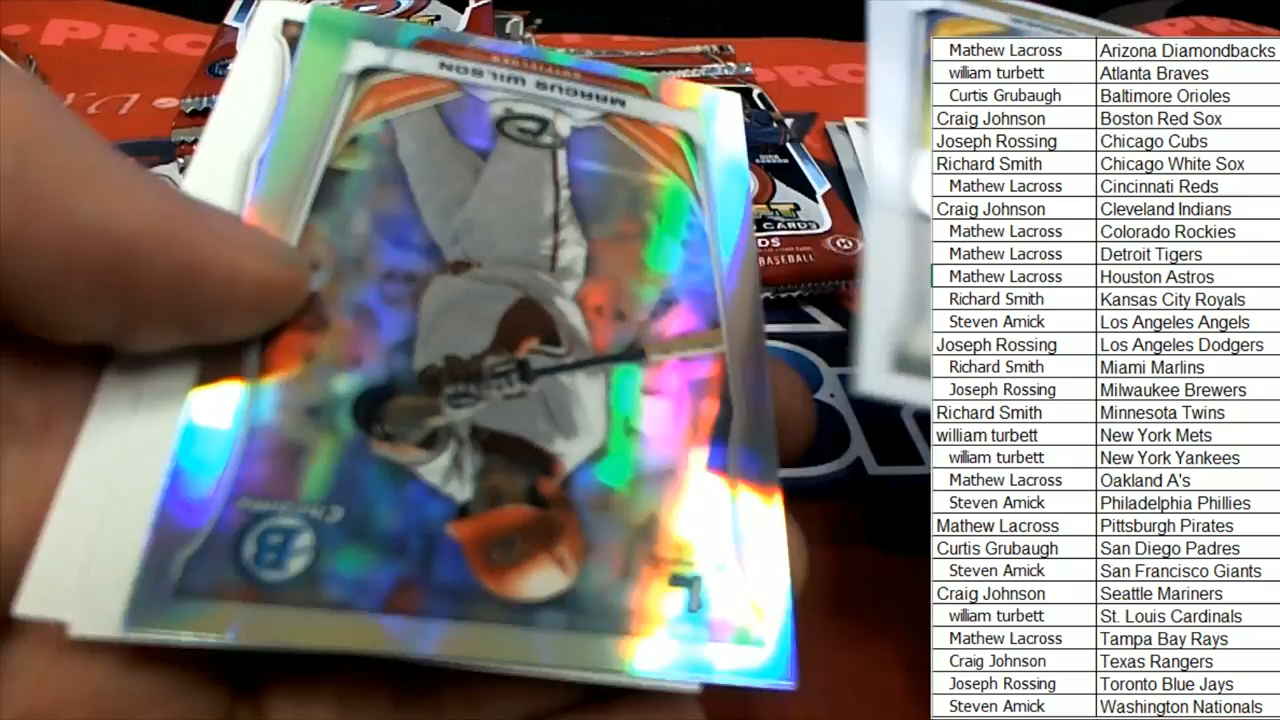 PRO
MARCUS WILSON
OUTFIELDER
CHROME
B
CARDS
BASEBALL
Mathew Lacross Arizona Diamondbacks
william turbett Atlanta Braves
Curtis Grubaugh Baltimore Orioles
Craig Johnson Boston Red Sox
Joseph Rossing Chicago Cubs
Richard Smith Chicago White Sox
Mathew Lacross Cincinnati Reds
Craig Johnson Cleveland Indians
Mathew Lacross Colorado Rockies
Mathew Lacross Detroit Tigers
Mathew Lacross Houston Astros
Richard Smith Kansas City Royals
Steven Amick Los Angeles Angels
Joseph Rossing Los Angeles Dodgers
Richard Smith Miami Marlins
Joseph Rossing Milwaukee Brewers
Richard Smith Minnesota Twins
william turbett New York Mets
william turbett New York Yankees
Mathew Lacross Oakland A's
Steven Amick Philadelphia Phillies
Mathew Lacross Pittsburgh Pirates
Curtis Grubaugh San Diego Padres
Steven Amick San Francisco Giants
Craig Johnson Seattle Mariners
william turbett St. Louis Cardinals
Mathew Lacross Tampa Bay Rays
Craig Johnson Texas Rangers
Joseph Rossing Toronto Blue Jays
Steven Amick Washington Nationals